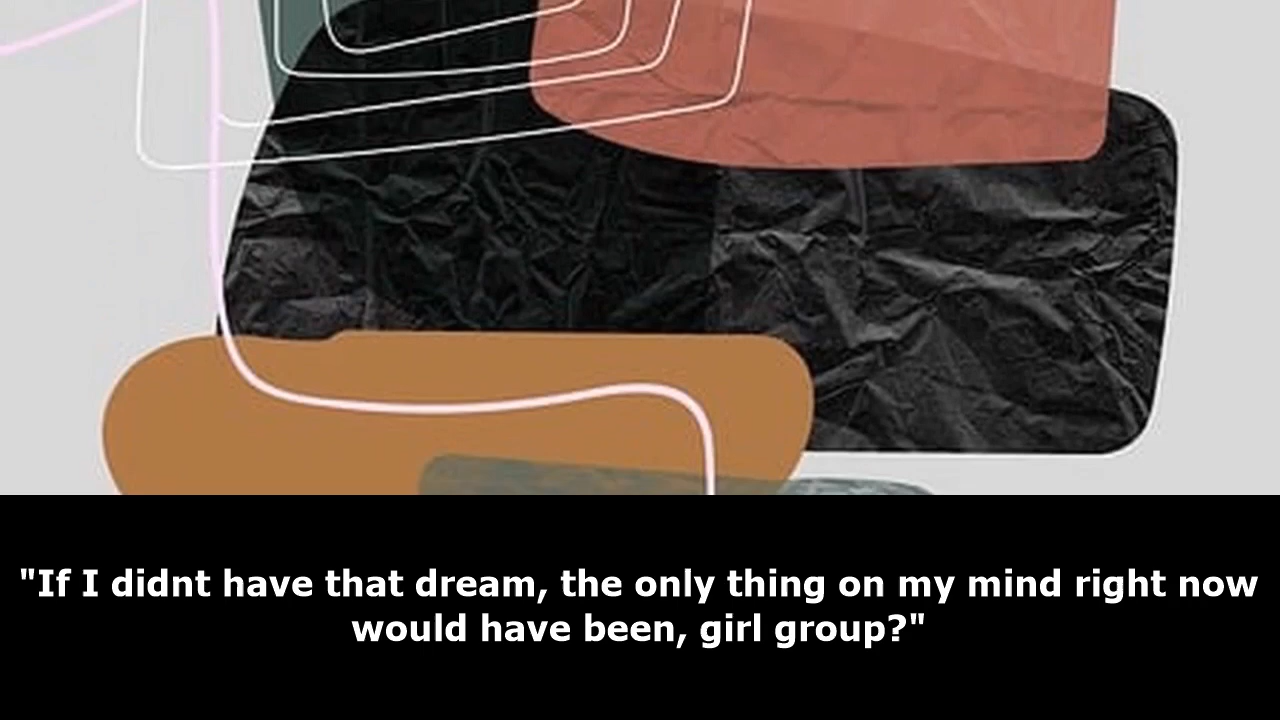 "If I didnt have that dream, the only thing on my mind right now
would have been, girl group?"